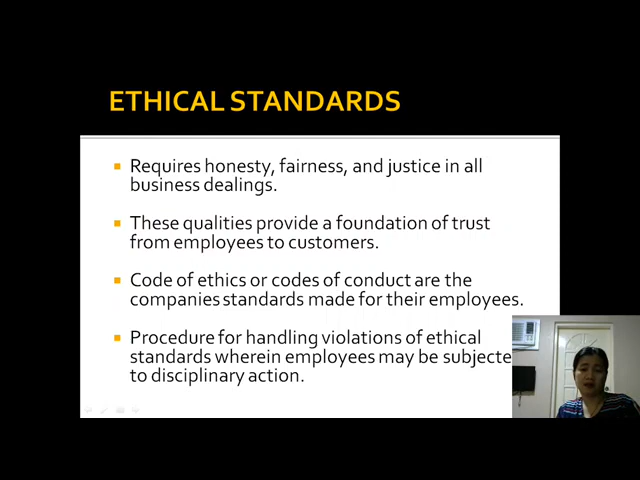 ETHICAL STANDARDS
Requires honesty, fairness, and justice in all
business dealings.
These qualities provide a foundation of trust
from employees to customers.
Code of ethics or codes of conduct are the
companies standards made for their employees.
Procedure for handling violations of ethical
standards wherein employees may be subjecte
to disciplinary action.